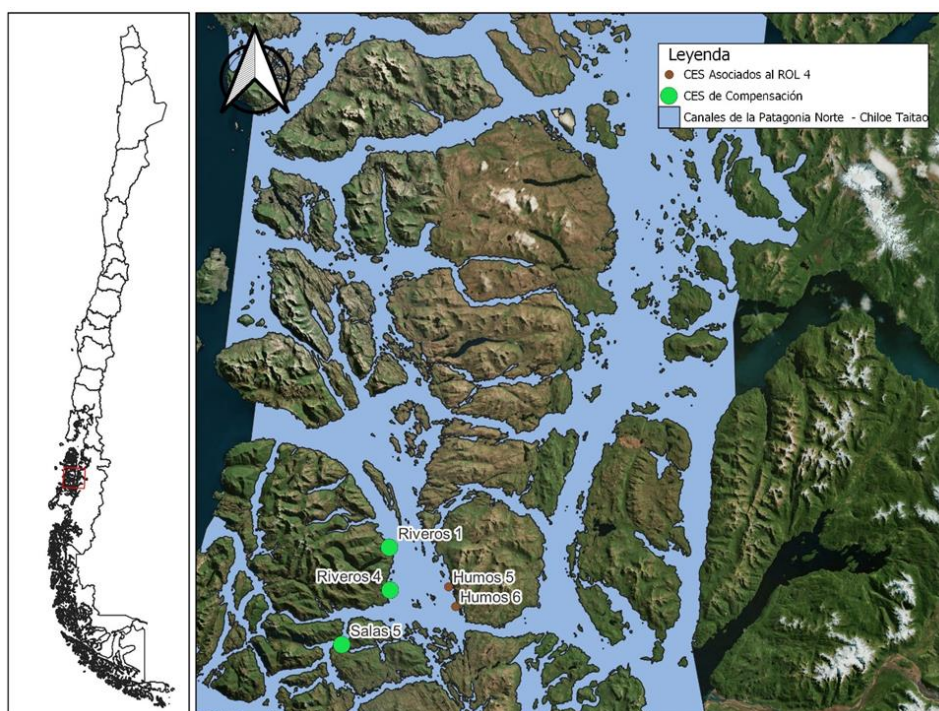 Leyenda
CES Asociados al ROL 4
CES de Compensación
Canales de la Patagonia Norte - Chiloe Taitao
Riveros 1
Riveros 4
Humos 5
Humos 6
Salas 5